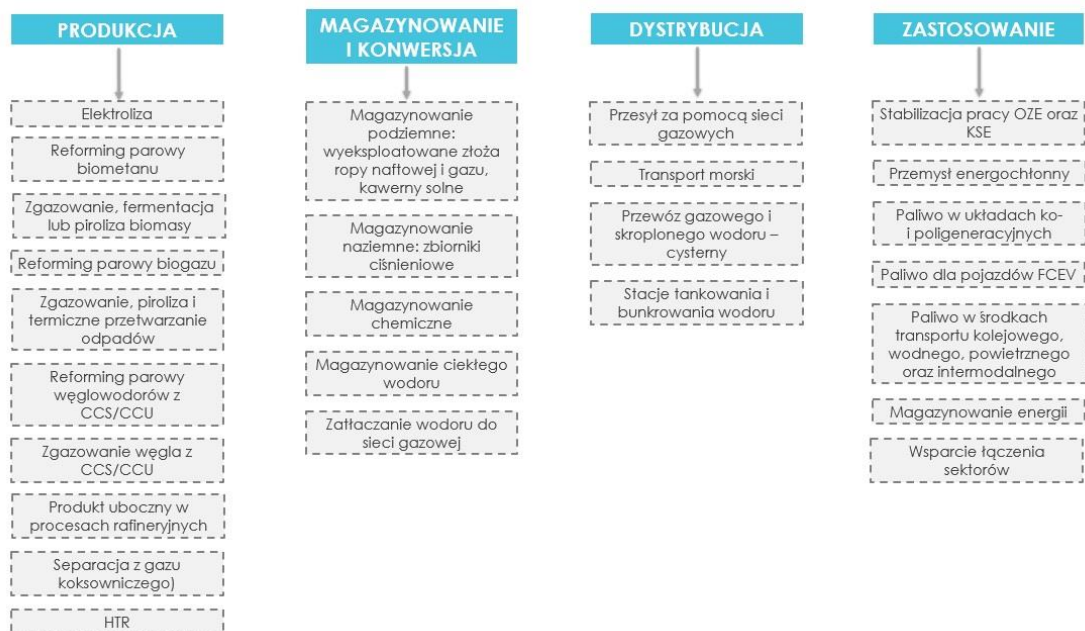 PRODUKCJA
Elektroliza
Reforming parowy
biometanu
Zgazowanie, fermentacja
lub piroliza biomasy
Reforming parowy biogazu
Zgazowanie, piroliza i
termiczne przetwarzanie
odpadów
Reforming parowy
węglowodorów z
CCS/CCU
Zgazowanie węgla z
CCS/CCU
Produkt uboczny w
procesach rafineryjnych
Separacja z gazu
koksowniczego)
HTR
MAGAZYNOWANIE
I KONWERSJA
Magazynowanie
podziemne:
wyeksploatowane złoża
ropy naftowej i gazu,
kawerny solne
Magazynowanie
naziemne: zbiorniki
ciśnieniowe
Magazynowanie
chemiczne
Magazynowanie ciekłego
wodoru
Zatłaczanie wodoru do
sieci gazowej
DYSTRYBUCJA
Przesył za pomocą sieci
gazowych
Transport morski
Przewóz gazowego i
skroplonego wodoru –
cysterny
Stacje tankowania i
bunkrowania wodoru
ZASTOSOWANIE
Stabilizacja pracy OZE oraz
KSE
Przemysł energochłonny
Paliwo w układach ko-
i poligeneracyjnych
Paliwo dla pojazdów FCEV
Paliwo w środkach
transportu kolejowego,
wodnego, powietrznego
oraz intermodalnego
Magazynowanie energii
Wsparcie łączenia
sektorów